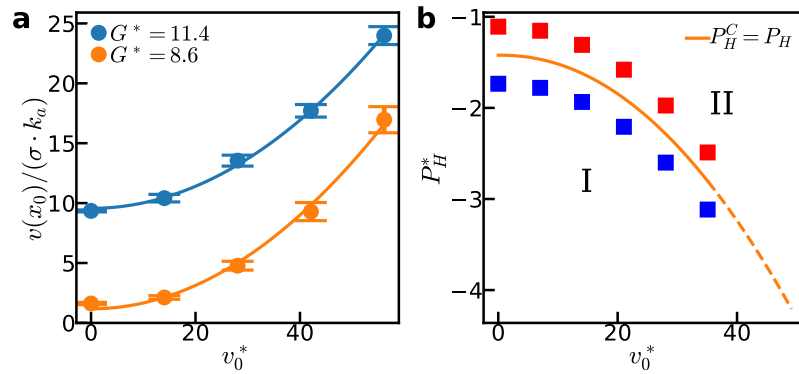 a
25
20
15
10
5
0
v(x₀)/(σ · kₐ)
G* = 11.4
G* = 8.6
0
20
40
v₀*
b
−1
−2
−3
−4
P_H*
P_H^C = P_H
I
II
0
20
40
v₀*